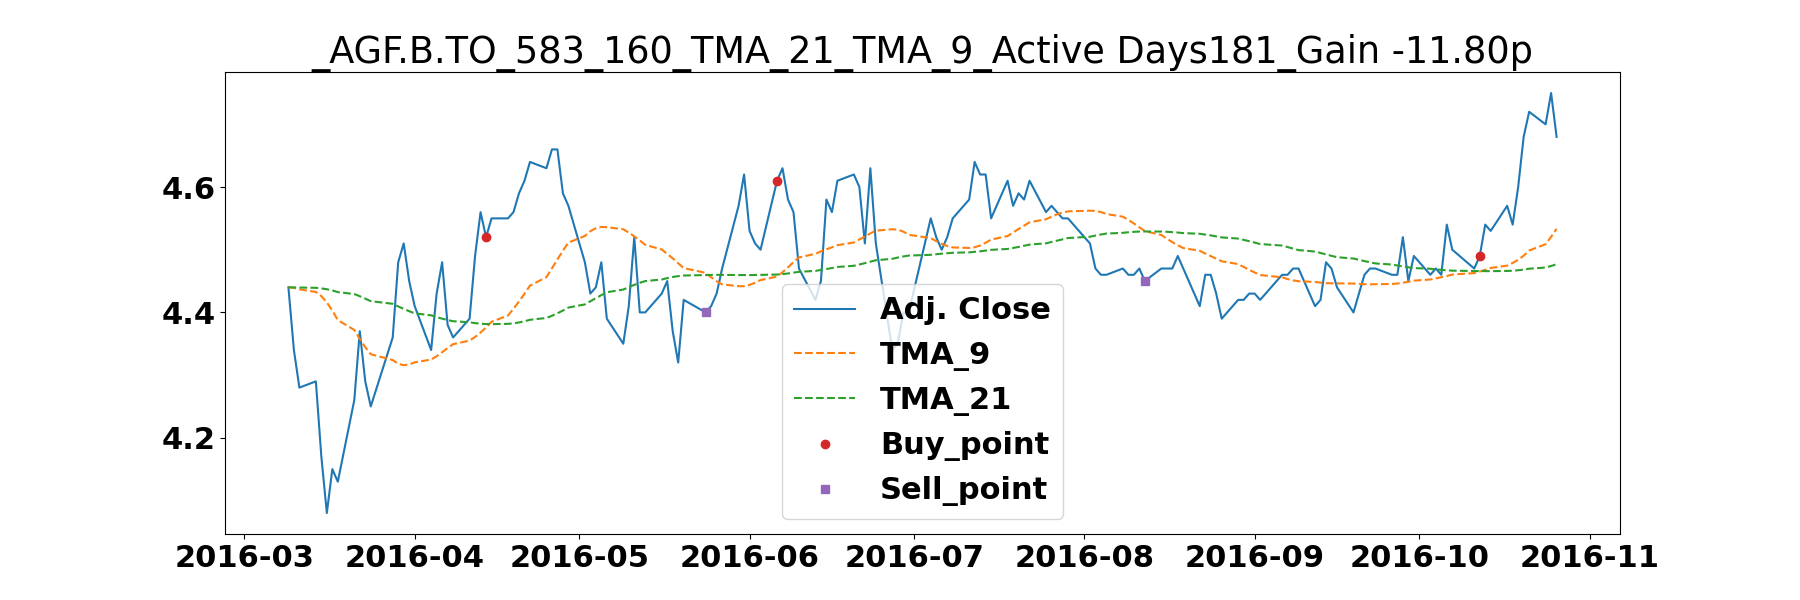 _AGF.B.TO_583_160_TMA_21_TMA_9_Active Days181_Gain -11.80p
4.6
4.4
4.2
Adj. Close
TMA_9
TMA_21
Buy_point
Sell_point
2016-03 2016-04 2016-05 2016-06 2016-07 2016-08 2016-09 2016-10 2016-11